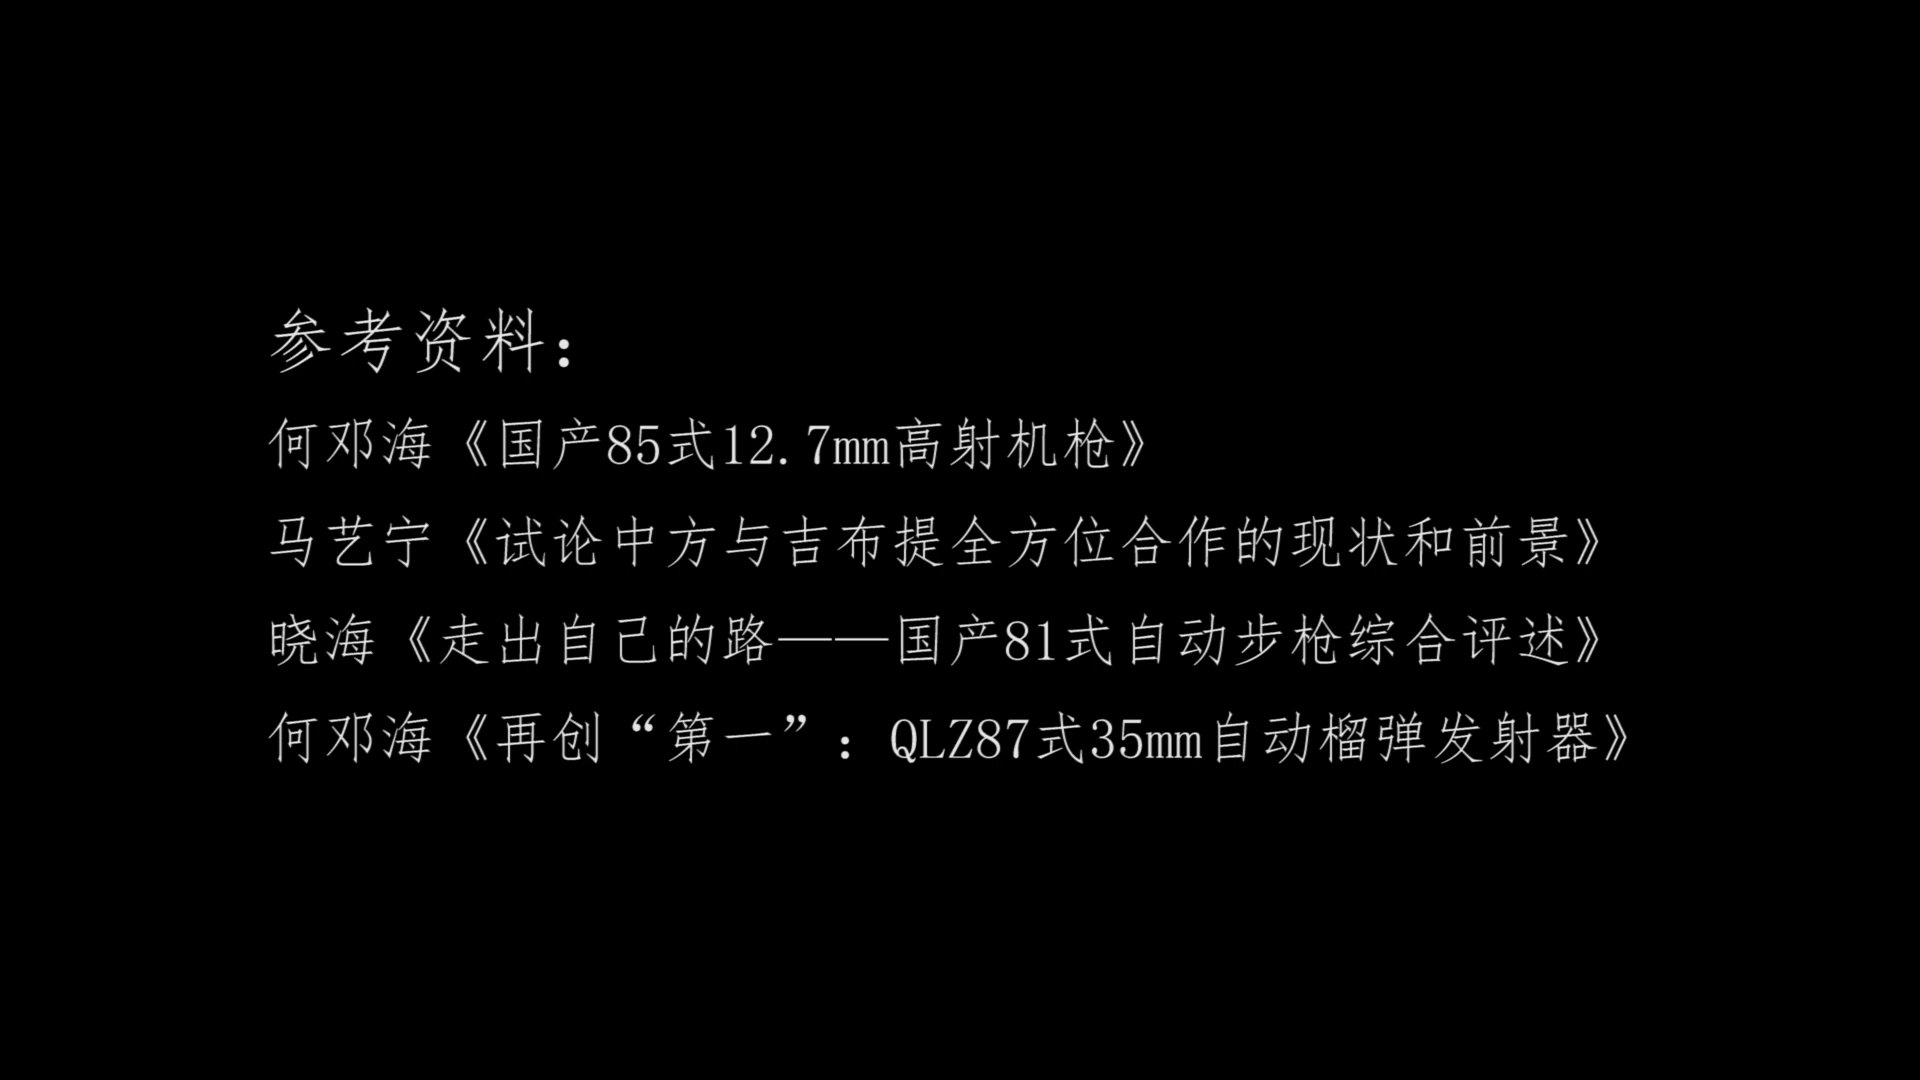 参考资料：
何邓海《国产85式12.7mm高射机枪》
马艺宁《试论中方与吉布提全方位合作的现状和前景》
晓海《走出自己的路——国产81式自动步枪综合评述》
何邓海《再创“第一”：QLZ87式35mm自动榴弹发射器》